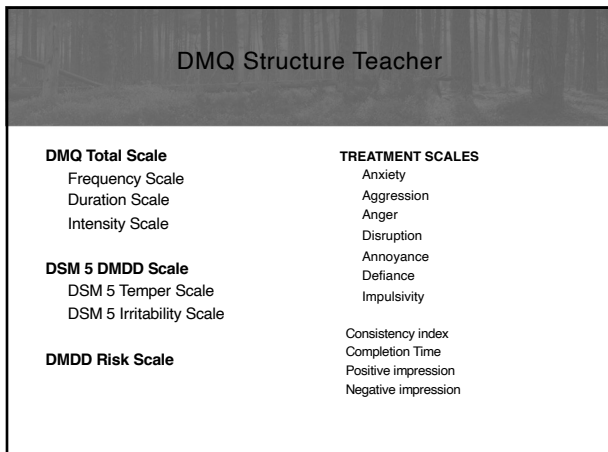 DMQ Structure Teacher
DMQ Total Scale
Frequency Scale
Duration Scale
Intensity Scale
DSM 5 DMDD Scale
DSM 5 Temper Scale
DSM 5 Irritability Scale
DMDD Risk Scale
TREATMENT SCALES
Anxiety
Aggression
Anger
Disruption
Annoyance
Defiance
Impulsivity
Consistency index
Completion Time
Positive impression
Negative impression